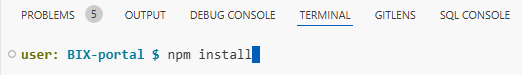 PROBLEMS 5 OUTPUT DEBUG CONSOLE TERMINAL GITLENS SQL CONSOLE
user: BIX-portal $ npm install